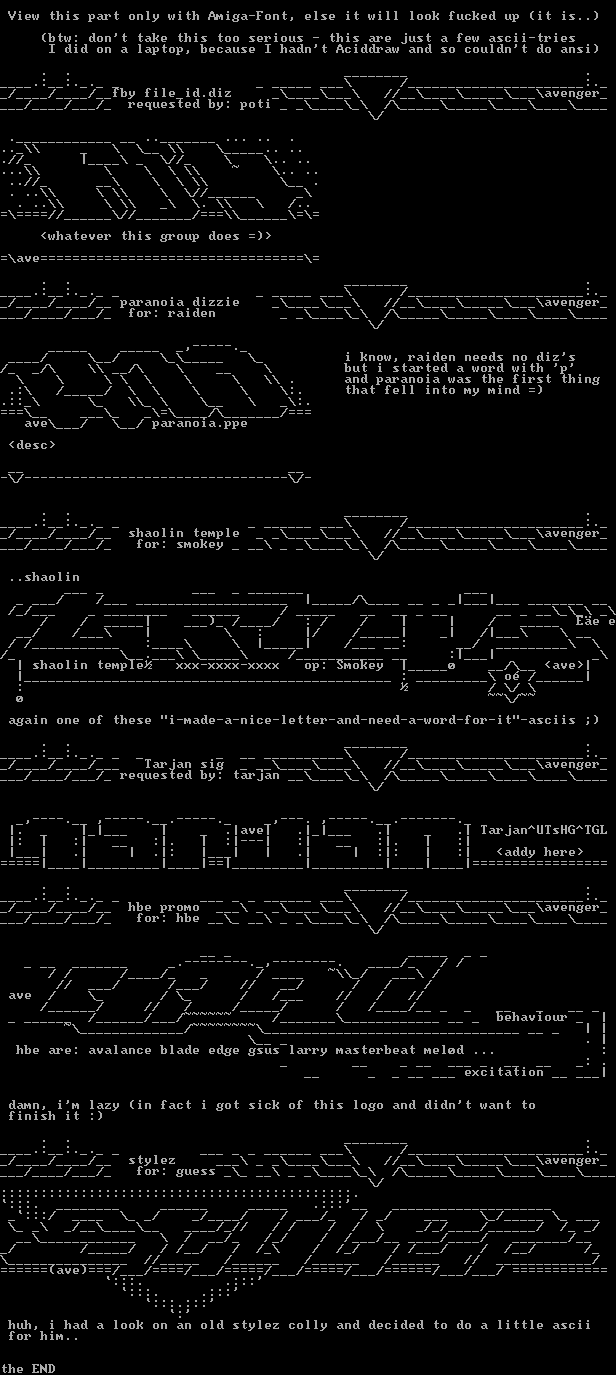 View this part only with Amiga-Font, else it will look fucked up (it is..)
(btw: don't take this too serious - this are just a few ascii-tries
I did on a laptop, because I hadn't Aciddraw and so couldn't do ansi)
fby file_id.diz
avenger
requested by: poti
<whatever this group does =)>
ave
paranoia dizzie
avenger
for: raiden
i know, raiden needs no diz's
but i started a word with 'p'
and paranoia was the first thing
that fell into my mind =)
ave
paranoia.ppe
<desc>
shaolin temple
avenger
for: smokey
..shaolin
shaolin temple½ xxx-xxxx-xxxx op: Smokey
<ave>
again one of these "i-made-a-nice-letter-and-need-a-word-for-it"-asciis ;)
Tarjan sig
avenger
requested by: tarjan
ave
Tarjan^UTsHG^TGL
<addy here>
hbe promo
avenger
for: hbe
ave
behaviour
hbe are: avalance blade edge gsus larry masterbeat melød ...
excitation
damn, i'm lazy (in fact i got sick of this logo and didn't want to
finish it :)
stylez
avenger
for: guess
(ave)
huh, i had a look on an old stylez colly and decided to do a little ascii
for him..
the END